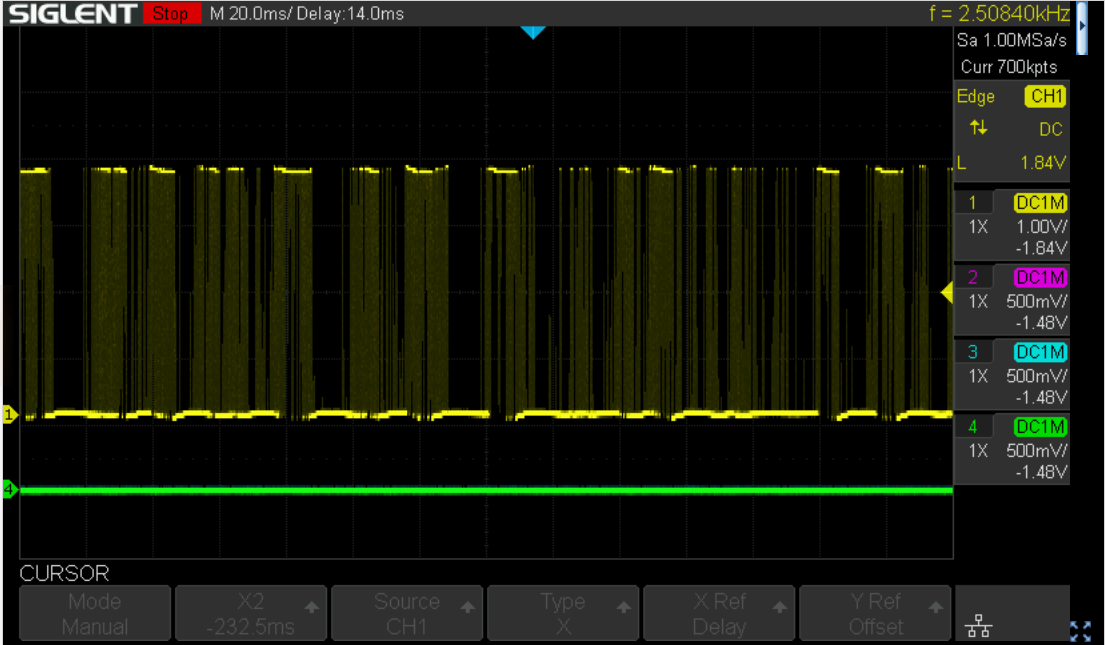 SIGLENT Stop M 20.0ms/ Delay:14.0ms f = 2.50840kHz
Sa 1.00MSa/s
Curr 700kpts
Edge CH1
DC
L 1.84V
1 DC1M
1X 1.00V/
-1.84V
2 DC1M
1X 500mV/
-1.48V
3 DC1M
1X 500mV/
-1.48V
4 DC1M
1X 500mV/
-1.48V
1
4
CURSOR
Mode X2 Source Type X Ref Y Ref
Manual -232.5ms CH1 X Delay Offset